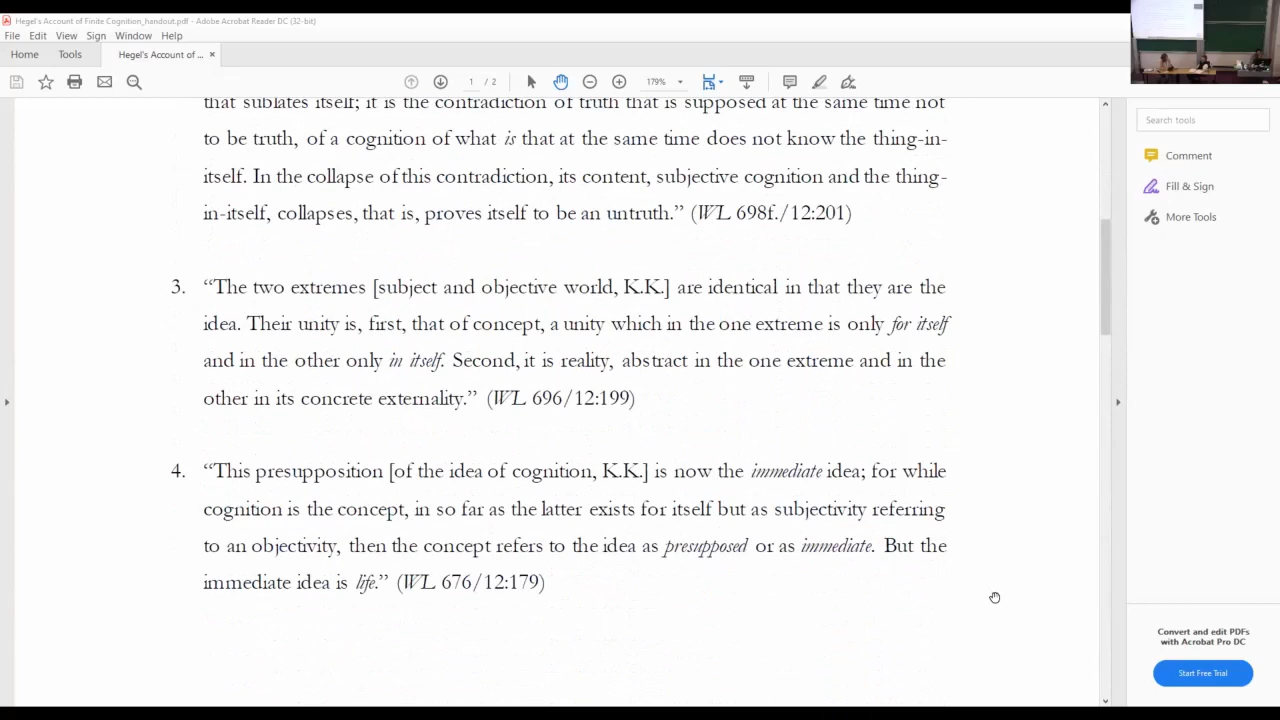 Hegel's Account of Finite Cognition_handout.pdf - Adobe Acrobat Reader DC (32-bit)
File Edit View Sign Window Help
Home Tools Hegel's Account of ... ×
1 / 2 179%
that sublates itself; it is the contradiction of truth that is supposed at the same time not
to be truth, of a cognition of what is that at the same time does not know the thing-in-
itself. In the collapse of this contradiction, its content, subjective cognition and the thing-
in-itself, collapses, that is, proves itself to be an untruth.” (WL 698f./12:201)
3. “The two extremes [subject and objective world, K.K.] are identical in that they are the
idea. Their unity is, first, that of concept, a unity which in the one extreme is only for itself
and in the other only in itself. Second, it is reality, abstract in the one extreme and in the
other in its concrete externality.” (WL 696/12:199)
4. “This presupposition [of the idea of cognition, K.K.] is now the immediate idea; for while
cognition is the concept, in so far as the latter exists for itself but as subjectivity referring
to an objectivity, then the concept refers to the idea as presupposed or as immediate. But the
immediate idea is life.” (WL 676/12:179)
Search tools
Comment
Fill & Sign
More Tools
Convert and edit PDFs
with Acrobat Pro DC
Start Free Trial